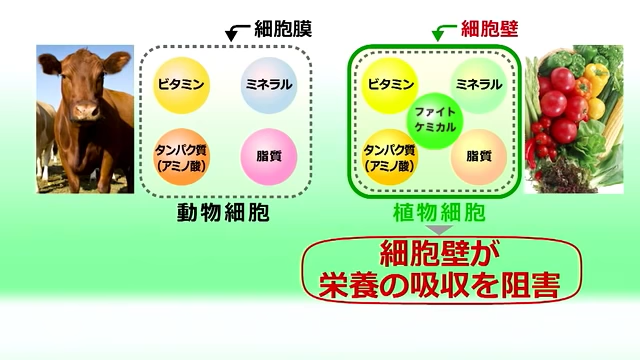 細胞膜
ビタミン
ミネラル
タンパク質
(アミノ酸)
脂質
動物細胞
細胞壁
ビタミン
ミネラル
ファイト
ケミカル
タンパク質
(アミノ酸)
脂質
植物細胞
細胞壁が
栄養の吸収を阻害